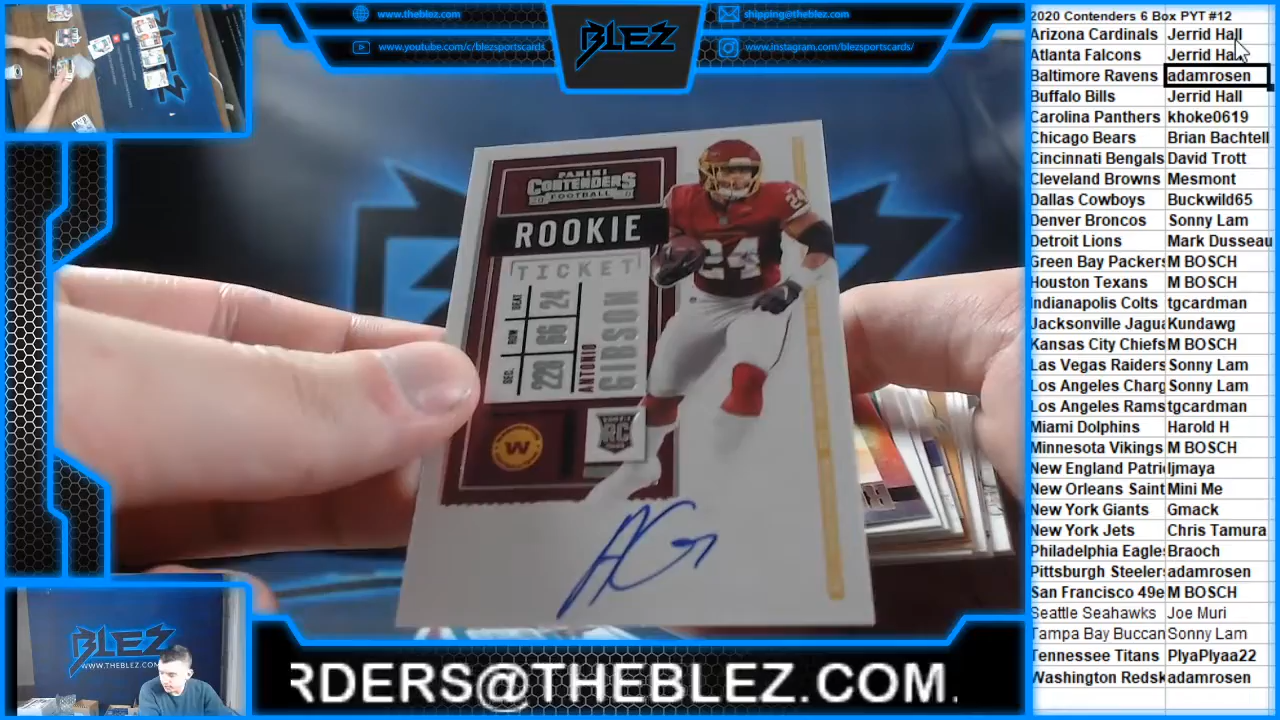 www.theblez.com
shipping@theblez.com
www.youtube.com/c/blezsportscards/
www.instagram.com/blezsportscards/
BLEZ
PANINI
CONTENDERS
FOOTBALL
ROOKIE
TICKET
SEAT 24
ROW 66
SEC. 220
ANTONIO
GIBSON
W
RC
24
24
AG
BLEZ
WWW.THEBLEZ.COM
RDERS@THEBLEZ.COM.
2020 Contenders 6 Box PYT #12
Arizona Cardinals Jerrid Hall
Atlanta Falcons Jerrid Hall
Baltimore Ravens adamrosen
Buffalo Bills Jerrid Hall
Carolina Panthers khoke0619
Chicago Bears Brian Bachtell
Cincinnati Bengals David Trott
Cleveland Browns Mesmont
Dallas Cowboys Buckwild65
Denver Broncos Sonny Lam
Detroit Lions Mark Dusseau
Green Bay Packers M BOSCH
Houston Texans M BOSCH
Indianapolis Colts tgcardman
Jacksonville Jagua Kundawg
Kansas City Chiefs M BOSCH
Las Vegas Raiders Sonny Lam
Los Angeles Charg Sonny Lam
Los Angeles Rams tgcardman
Miami Dolphins Harold H
Minnesota Vikings M BOSCH
New England Patri ljmaya
New Orleans Saint Mini Me
New York Giants Gmack
New York Jets Chris Tamura
Philadelphia Eagle Braoch
Pittsburgh Steelers adamrosen
San Francisco 49e M BOSCH
Seattle Seahawks Joe Muri
Tampa Bay Buccan Sonny Lam
Tennessee Titans PlyaPlyaa22
Washington Redsk adamrosen